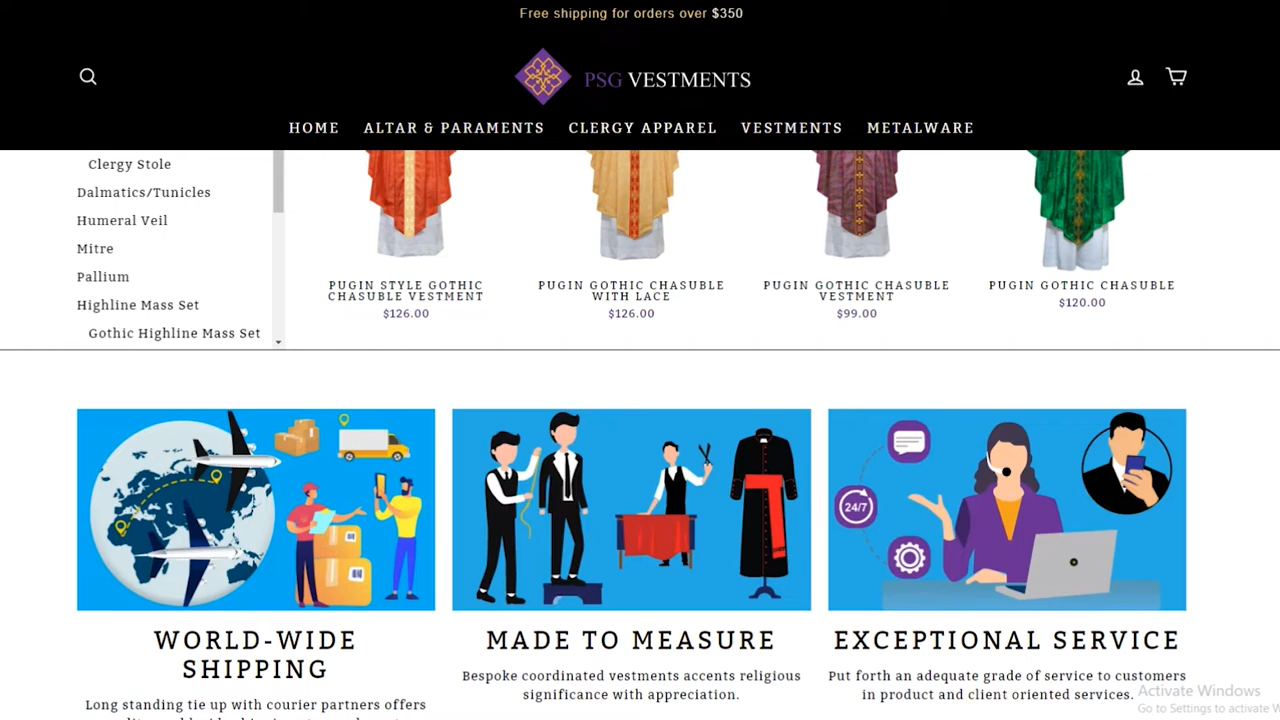 Free shipping for orders over $350
PSG VESTMENTS
HOME ALTAR & PARAMENTS CLERGY APPAREL VESTMENTS METALWARE
Clergy Stole
Dalmatics/Tunicles
Humeral Veil
Mitre
Pallium
Highline Mass Set
Gothic Highline Mass Set
PUGIN STYLE GOTHIC
CHASUBLE VESTMENT
$126.00
PUGIN GOTHIC CHASUBLE
WITH LACE
$126.00
PUGIN GOTHIC CHASUBLE
VESTMENT
$99.00
PUGIN GOTHIC CHASUBLE
$120.00
24/7
WORLD-WIDE
SHIPPING
Long standing tie up with courier partners offers
MADE TO MEASURE
Bespoke coordinated vestments accents religious
significance with appreciation.
EXCEPTIONAL SERVICE
Put forth an adequate grade of service to customers
in product and client oriented services.
Activate Windows
Go to Settings to activate W